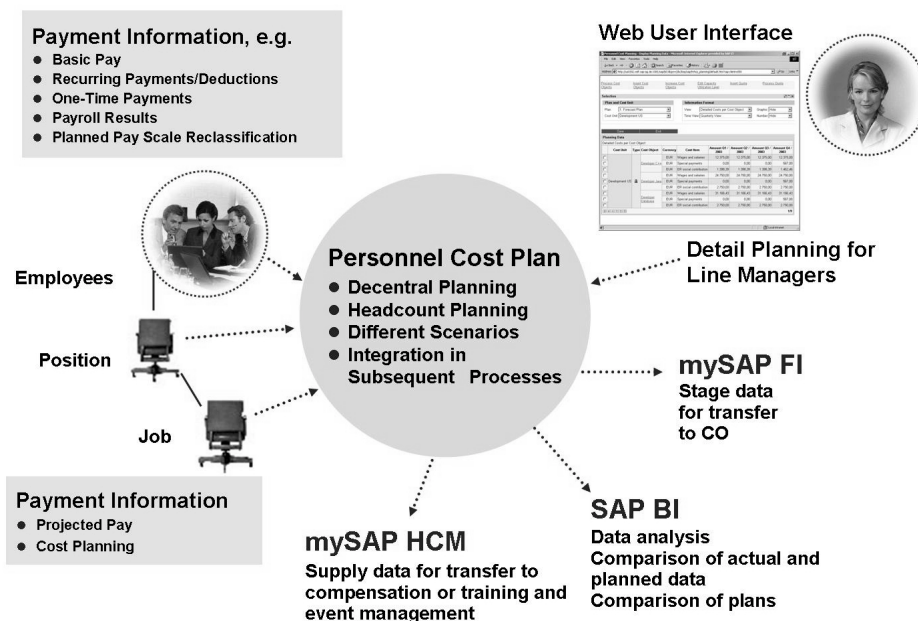 Payment Information, e.g.
Basic Pay
Recurring Payments/Deductions
One-Time Payments
Payroll Results
Planned Pay Scale Reclassification
Web User Interface
Employees
Position
Job
Personnel Cost Plan
Decentral Planning
Headcount Planning
Different Scenarios
Integration in
Subsequent Processes
Detail Planning for
Line Managers
mySAP FI
Stage data
for transfer
to CO
Payment Information
Projected Pay
Cost Planning
mySAP HCM
Supply data for transfer to
compensation or training and
event management
SAP BI
Data analysis
Comparison of actual and
planned data
Comparison of plans